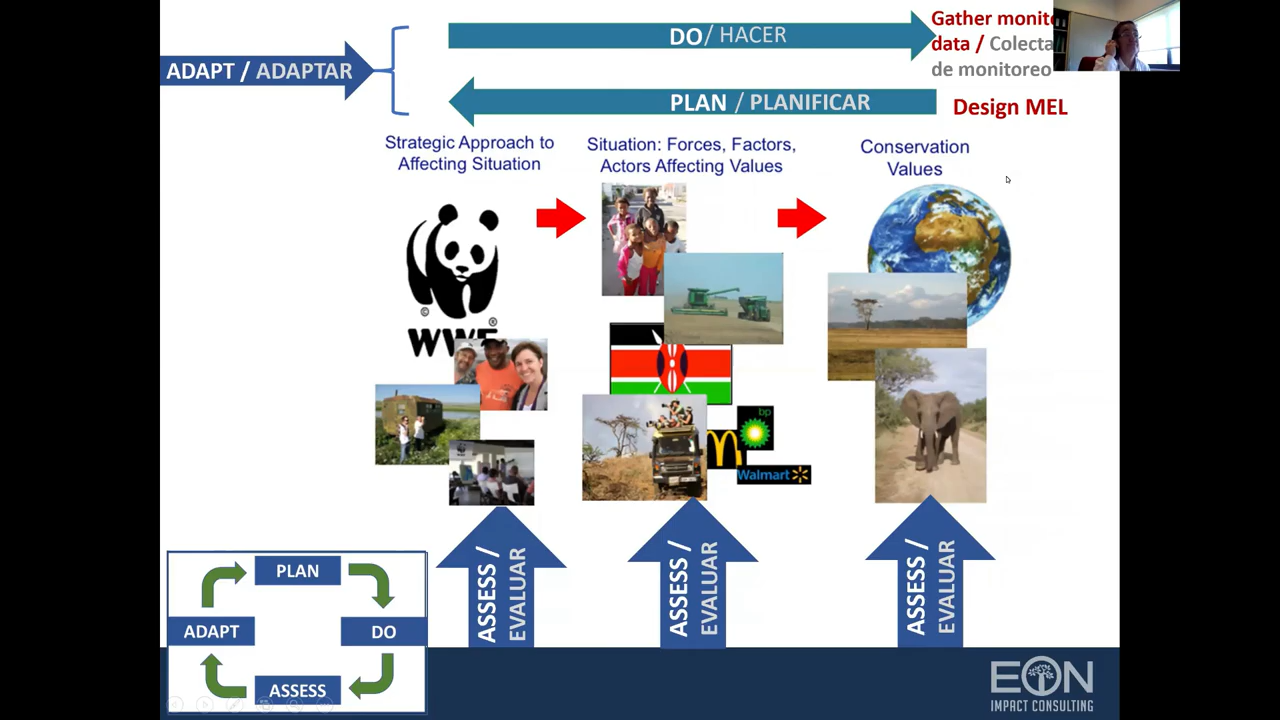 DO / HACER
Gather monito
data / Colecta
de monitoreo
ADAPT / ADAPTAR
PLAN / PLANIFICAR
Design MEL
Strategic Approach to
Affecting Situation
Situation: Forces, Factors,
Actors Affecting Values
Conservation
Values
©
®
WWF
bp
Walmart
ASSESS /
EVALUAR
ASSESS /
EVALUAR
ASSESS /
EVALUAR
PLAN
ADAPT
DO
ASSESS
EON
IMPACT CONSULTING